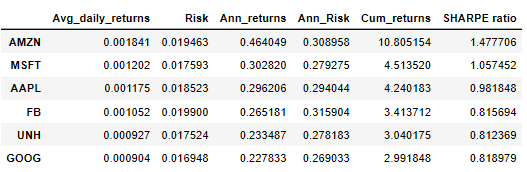 Avg_daily_returns Risk Ann_returns Ann_Risk Cum_returns SHARPE ratio
AMZN 0.001841 0.019463 0.464049 0.308958 10.805154 1.477706
MSFT 0.001202 0.017593 0.302820 0.279275 4.513520 1.057452
AAPL 0.001175 0.018523 0.296206 0.294044 4.240183 0.981848
FB 0.001052 0.019900 0.265181 0.315904 3.413712 0.815694
UNH 0.000927 0.017524 0.233487 0.278183 3.040175 0.812369
GOOG 0.000904 0.016948 0.227833 0.269033 2.991848 0.818979